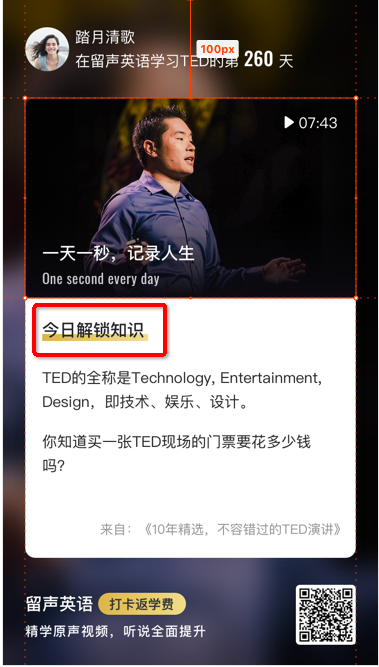 踏月清歌
在留声英语学习TED的第 260 天
100px
07:43
一天一秒，记录人生
One second every day
今日解锁知识
TED的全称是Technology, Entertainment,
Design，即技术、娱乐、设计。
你知道买一张TED现场的门票要花多少钱
吗？
来自：《10年精选，不容错过的TED演讲》
留声英语 打卡返学费
精学原声视频，听说全面提升